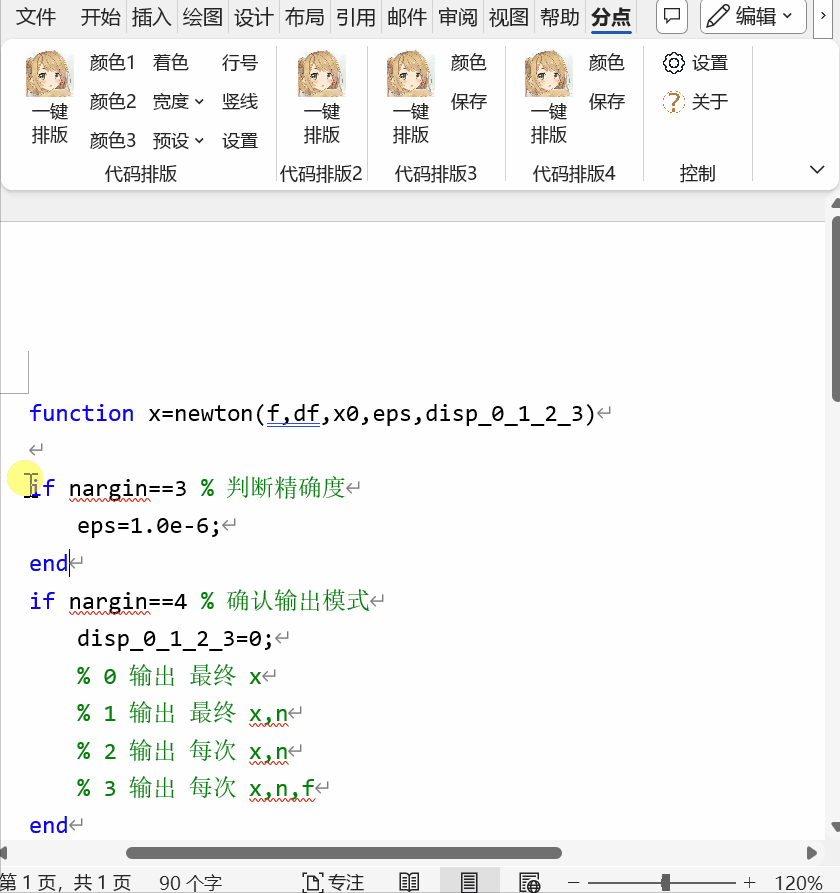 文件 开始 插入 绘图 设计 布局 引用 邮件 审阅 视图 帮助 分点 编辑
颜色1 着色 行号
颜色2 宽度 竖线
颜色3 预设 设置
一键
排版
代码排版
一键
排版
代码排版2
颜色
保存
一键
排版
代码排版3
颜色
保存
一键
排版
代码排版4
设置
关于
控制
function x=newton(f,df,x0,eps,disp_0_1_2_3)↵
↵
if nargin==3 % 判断精确度↵
eps=1.0e-6;↵
end↵
if nargin==4 % 确认输出模式↵
disp_0_1_2_3=0;↵
% 0 输出 最终 x↵
% 1 输出 最终 x,n↵
% 2 输出 每次 x,n↵
% 3 输出 每次 x,n,f↵
end↵
第 1 页，共 1 页 90 个字 专注 120%